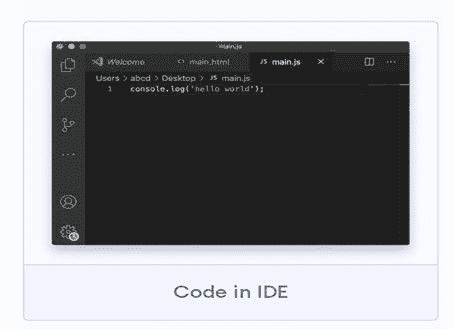 Main.js
Welcome <> main.html JS main.js ×
Users > abcd > Desktop > JS main.js
1 console.log('hello world');
Code in IDE